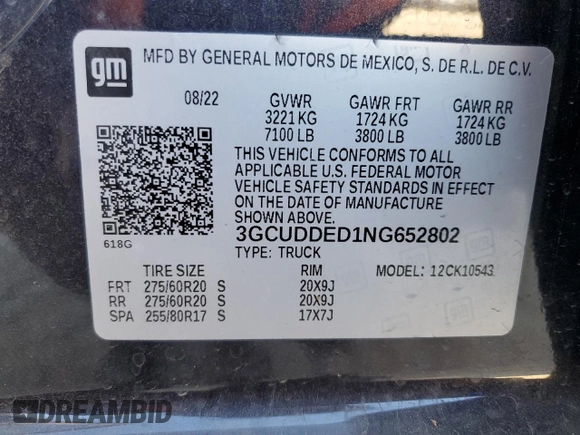 gm
MFD BY GENERAL MOTORS DE MEXICO, S. DE R.L. DE C.V.
08/22 GVWR GAWR FRT GAWR RR
3221 KG 1724 KG 1724 KG
7100 LB 3800 LB 3800 LB
THIS VEHICLE CONFORMS TO ALL
APPLICABLE U.S. FEDERAL MOTOR
VEHICLE SAFETY STANDARDS IN EFFECT
ON THE DATE OF MANUFACTURE
SHOWN ABOVE.
618G
3GCUDDED1NG652802
TYPE: TRUCK
TIRE SIZE RIM MODEL: 12CK10543
FRT 275/60R20 S 20X9J
RR 275/60R20 S 20X9J
SPA 255/80R17 S 17X7J
DREAMBID